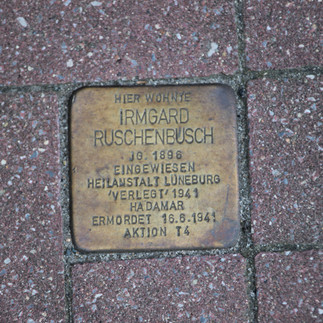 HIER WOHNTE
IRMGARD
RUSCHENBUSCH
JG. 1896
EINGEWIESEN
HEILANSTALT LÜNEBURG
'VERLEGT' 1941
HADAMAR
ERMORDET 16.6.1941
AKTION T4